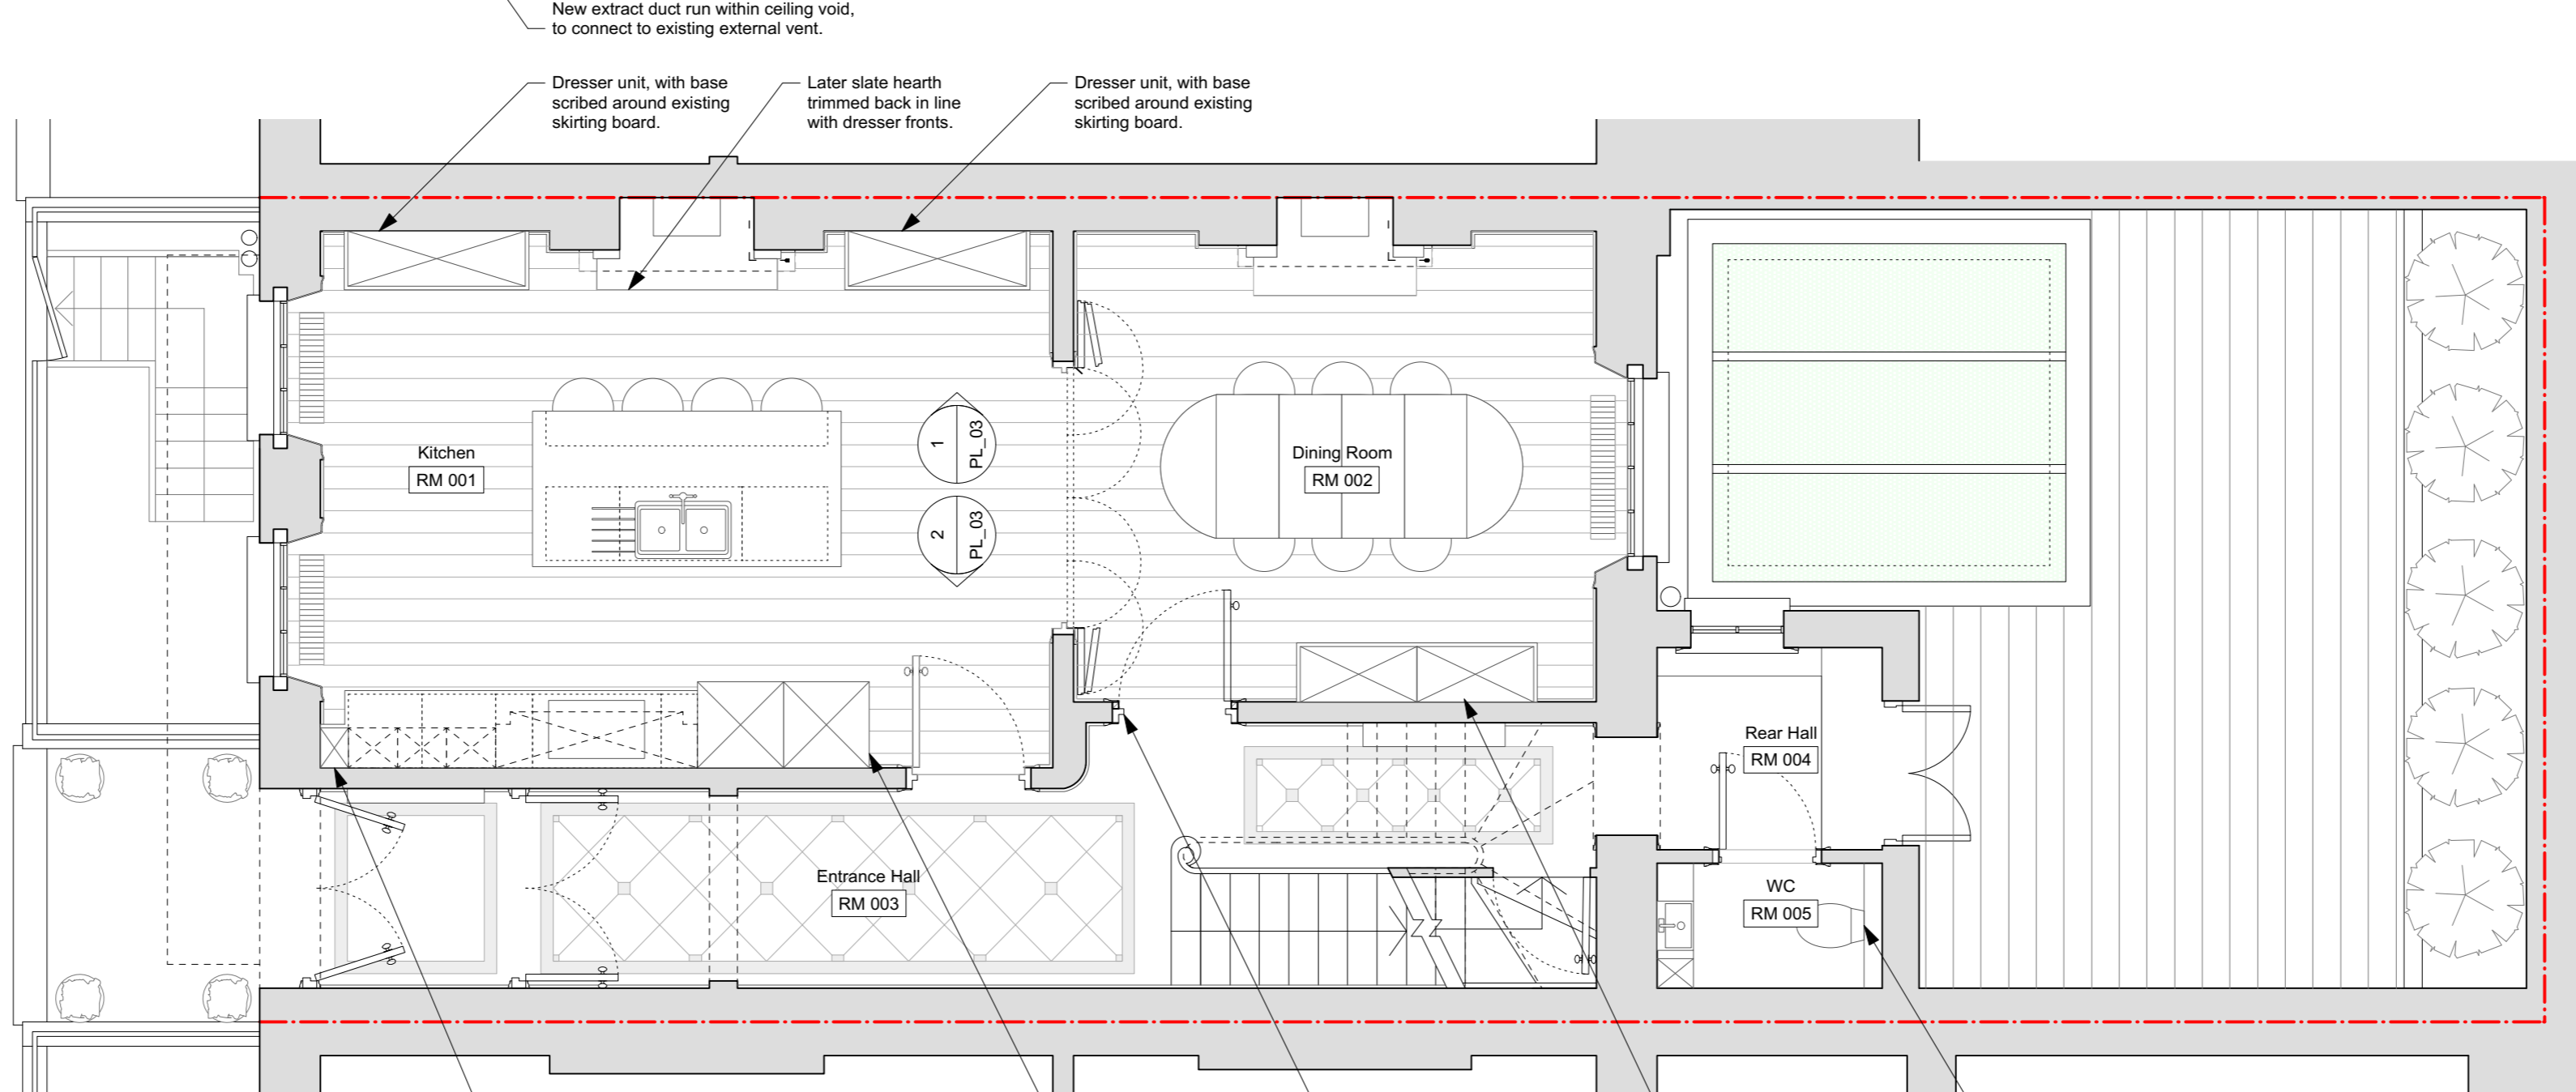 New extract duct run within ceiling void,
to connect to existing external vent.
Dresser unit, with base
scribed around existing
skirting board.
Later slate hearth
trimmed back in line
with dresser fronts.
Dresser unit, with base
scribed around existing
skirting board.
Kitchen
RM 001
1
PL_03
2
PL_03
Dining Room
RM 002
Rear Hall
RM 004
Entrance Hall
RM 003
WC
RM 005